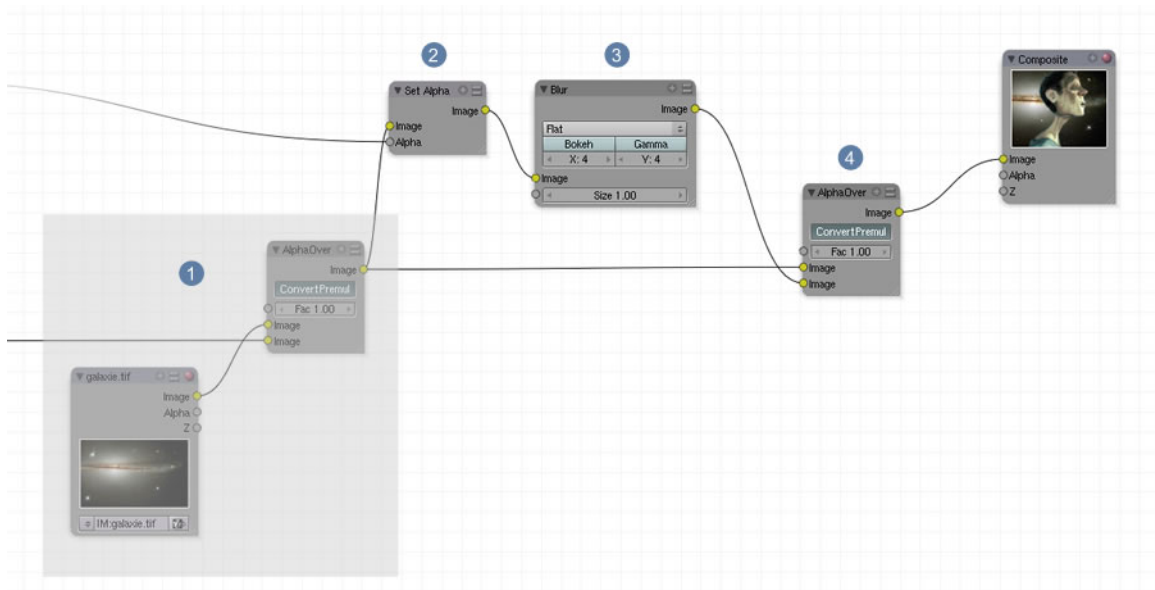 2
3
Composite
Set Alpha
Image
Image
Alpha
Blur
Image
Flat
Bokeh
Gamma
X: 4
Y: 4
Image
Size 1.00
4
Image
Alpha
Z
AlphaOver
Image
ConvertPremul
Fac 1.00
Image
Image
1
AlphaOver
Image
ConvertPremul
Fac 1.00
Image
Image
galaxie.tif
Image
Alpha
Z
IM:galaxie.tif